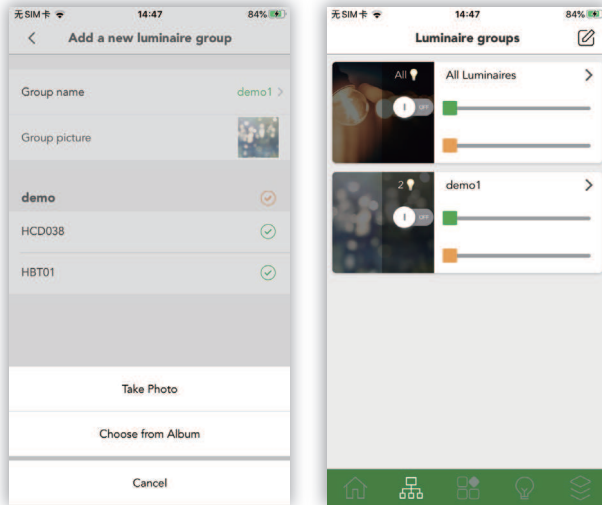 无SIM卡 14:47 84%
Add a new luminaire group
Group name demo1
Group picture
demo
HCD038
HBT01
Take Photo
Choose from Album
Cancel
无SIM卡 14:47 84%
Luminaire groups
All All Luminaires
OFF
2 demo1
OFF